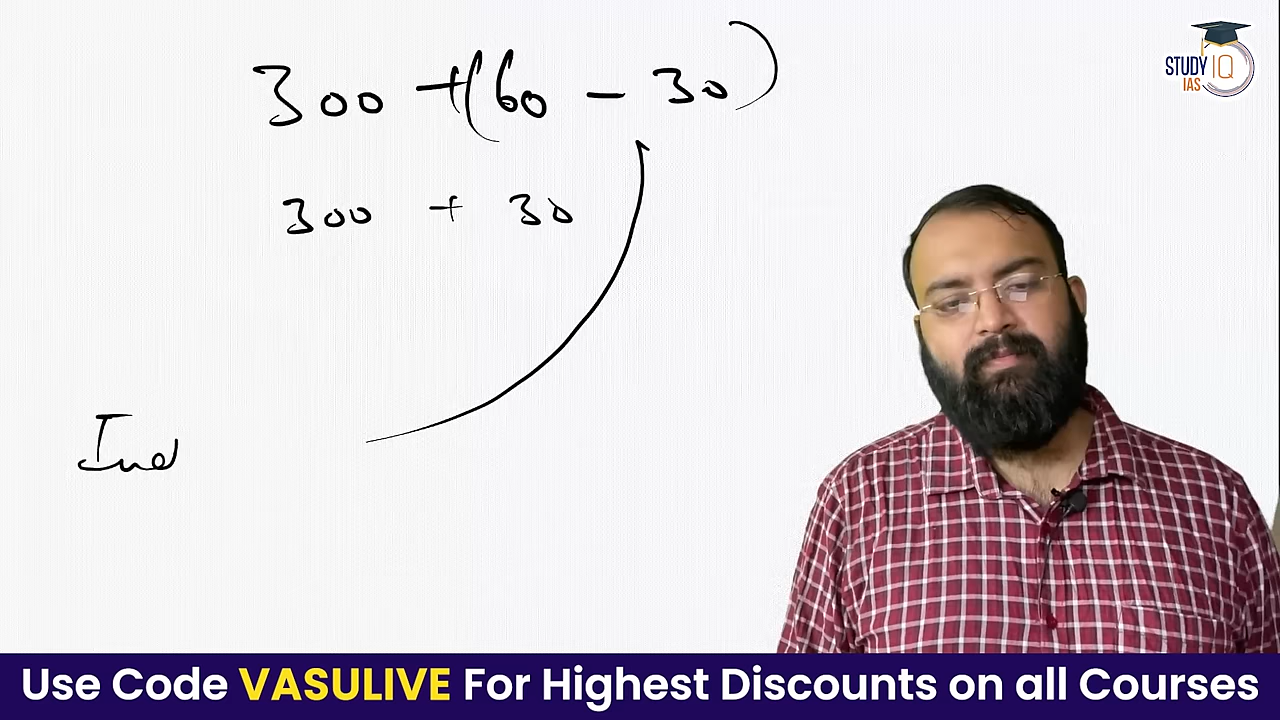 300 + (60 - 30)
300 + 30
Ind
STUDY IQ
IAS
Use Code VASULIVE For Highest Discounts on all Courses